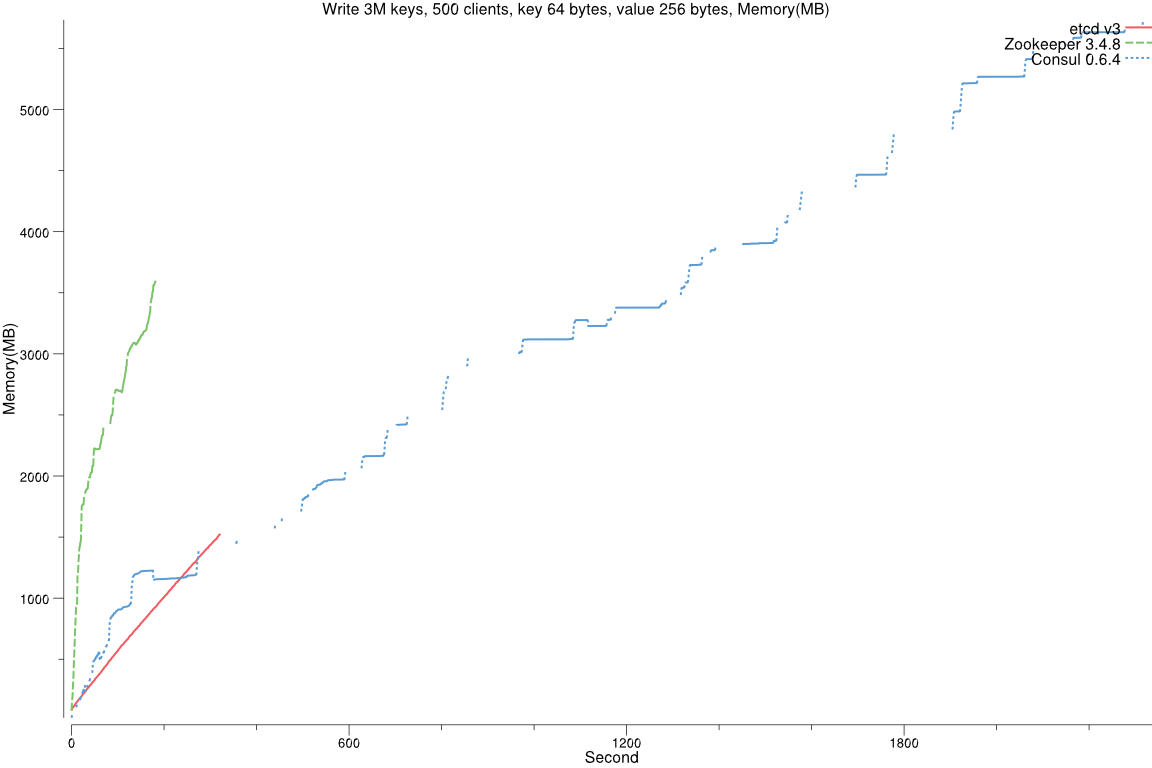 Write 3M keys, 500 clients, key 64 bytes, value 256 bytes, Memory(MB)
etcd v3
Zookeeper 3.4.8
Consul 0.6.4
Memory(MB)
5000
4000
3000
2000
1000
0 600 1200 1800
Second